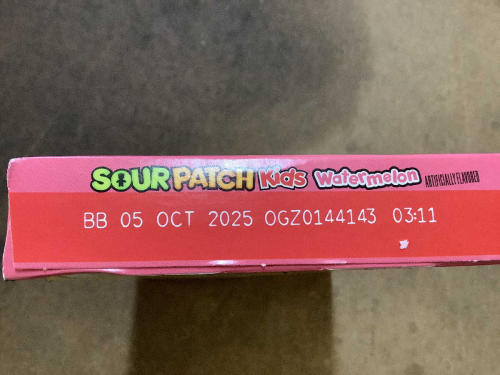 SOUR PATCH Kids Watermelon ARTIFICIALLY FLAVORED
BB 05 OCT 2025 OGZ0144143 03:11